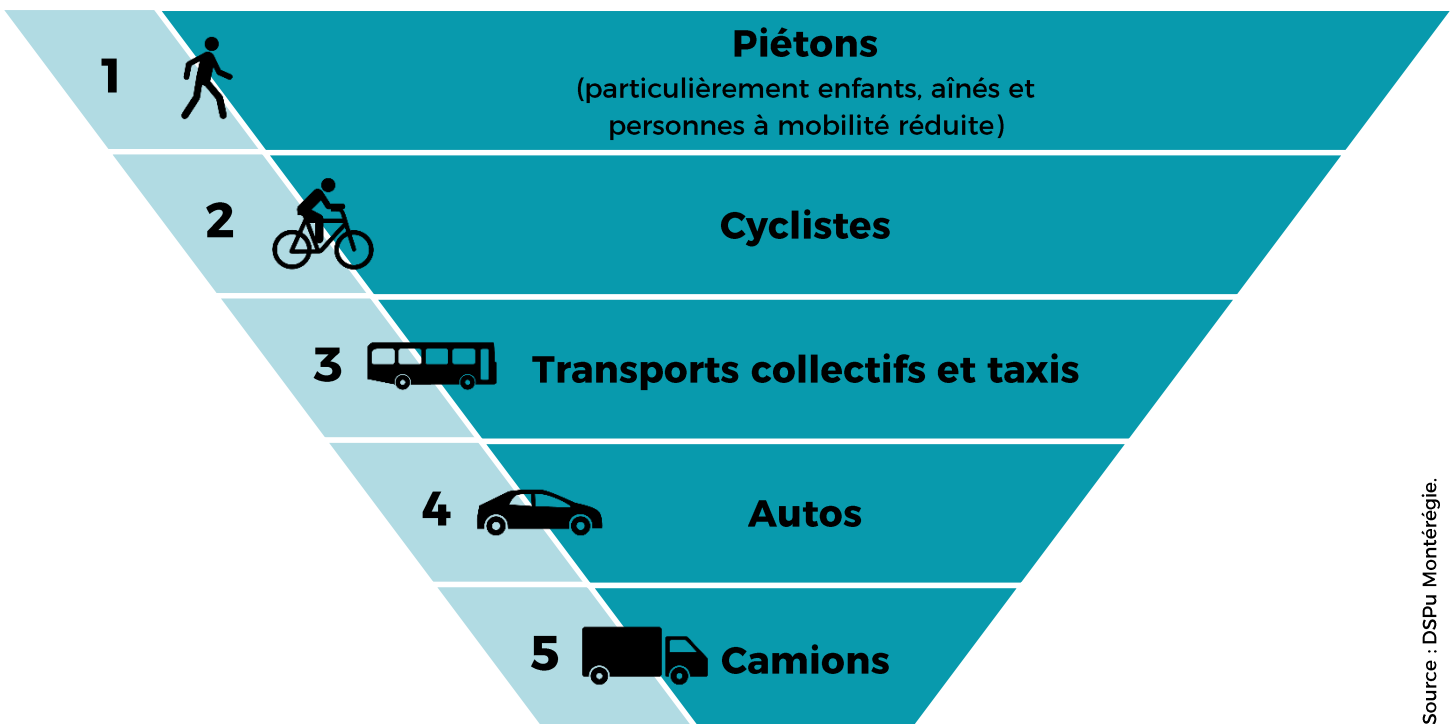 1
Piétons
(particulièrement enfants, aînés et
personnes à mobilité réduite)
2
Cyclistes
3
Transports collectifs et taxis
4
Autos
5
Camions
Source : DSPu Montérégie.